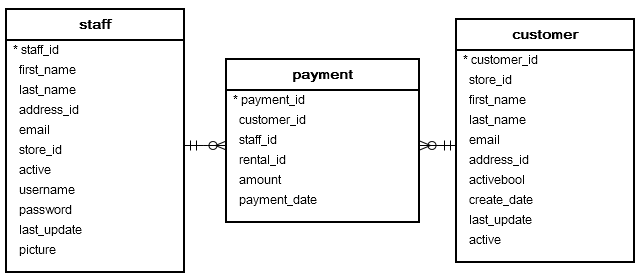 staff
* staff_id
first_name
last_name
address_id
email
store_id
active
username
password
last_update
picture
payment
* payment_id
customer_id
staff_id
rental_id
amount
payment_date
customer
* customer_id
store_id
first_name
last_name
email
address_id
activebool
create_date
last_update
active